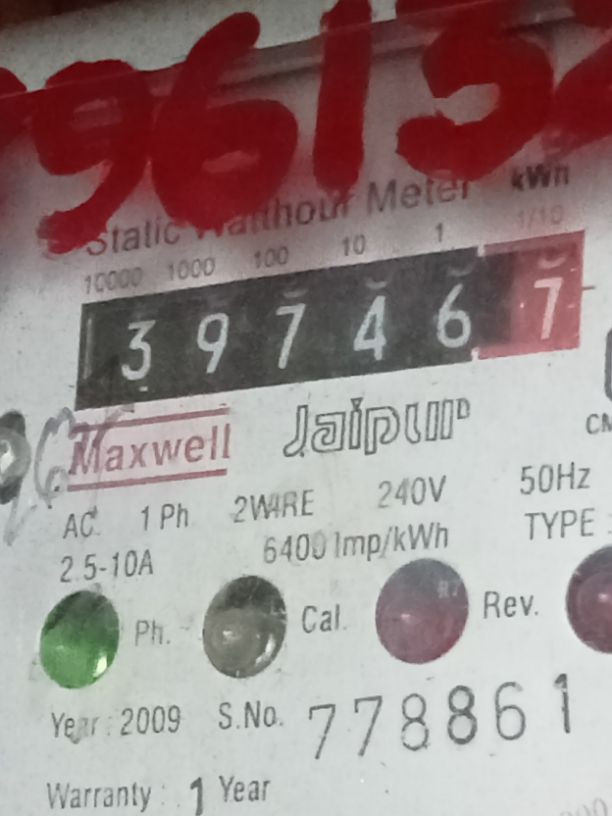 9615
Static Watthour Meter kWh
10000 1000 100 10 1 1/10
3 9 7 4 6 7
Maxwell Jaipur
CM
AC. 1 Ph 2WIRE 240V 50Hz
2.5-10A 6400 Imp/kWh TYPE
Ph. Cal. Rev.
Year : 2009 S.No. 778861
Warranty : 1 Year